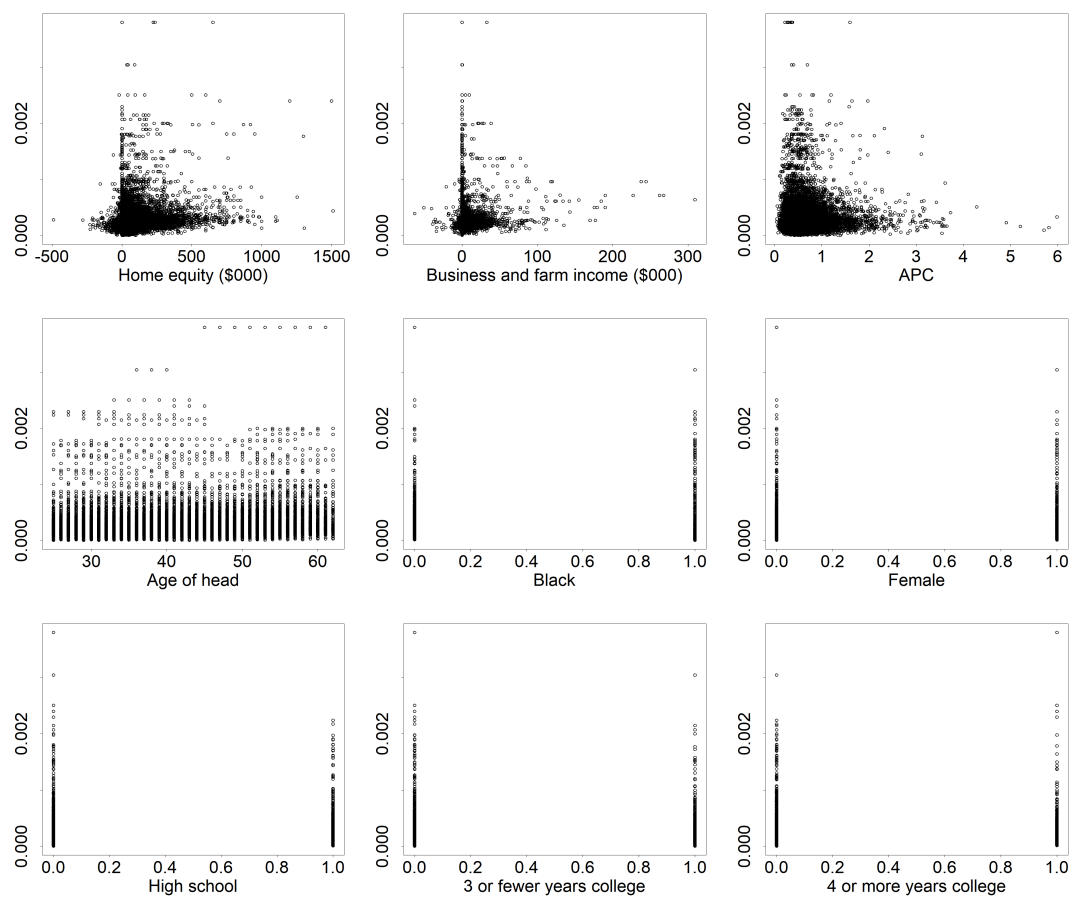 0.002
0.000
-500 0 500 1000 1500
Home equity ($000)
0.002
0.000
0 100 200 300
Business and farm income ($000)
0.002
0.000
0 1 2 3 4 5 6
APC
0.002
0.000
30 40 50 60
Age of head
0.002
0.000
0.0 0.2 0.4 0.6 0.8 1.0
Black
0.002
0.000
0.0 0.2 0.4 0.6 0.8 1.0
Female
0.002
0.000
0.0 0.2 0.4 0.6 0.8 1.0
High school
0.002
0.000
0.0 0.2 0.4 0.6 0.8 1.0
3 or fewer years college
0.002
0.000
0.0 0.2 0.4 0.6 0.8 1.0
4 or more years college